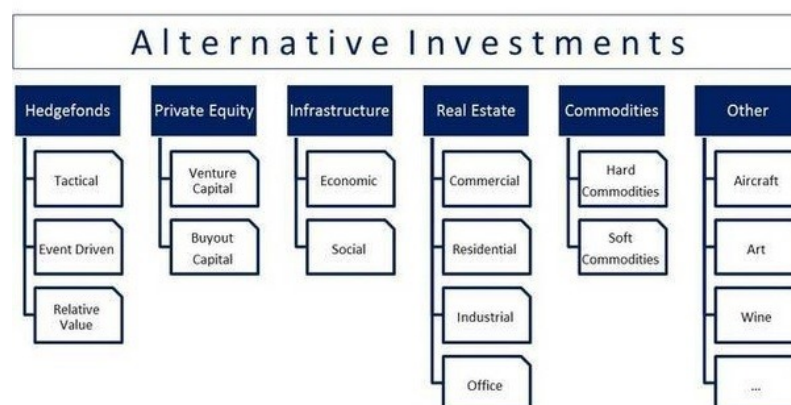 Alternative Investments
Hedgefonds
Tactical
Event Driven
Relative
Value
Private Equity
Venture
Capital
Buyout
Capital
Infrastructure
Economic
Social
Real Estate
Commercial
Residential
Industrial
Office
Commodities
Hard
Commodities
Soft
Commodities
Other
Aircraft
Art
Wine
...